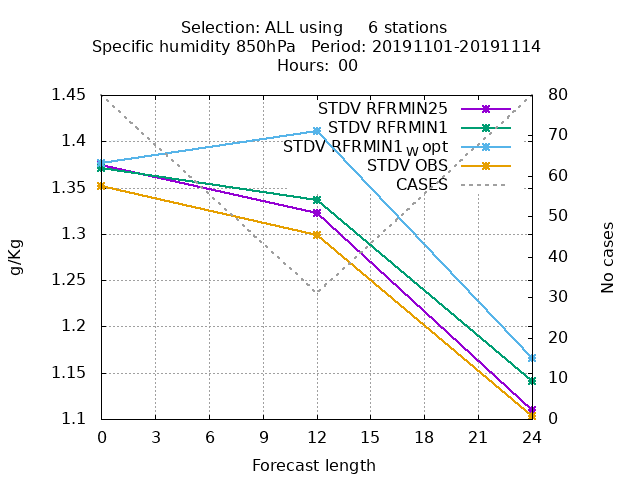 Selection: ALL using 6 stations
Specific humidity 850hPa Period: 20191101-20191114
Hours: 00
1.45
1.4
1.35
1.3
1.25
1.2
1.15
1.1
g/Kg
STDV RFRMIN25
STDV RFRMIN1
STDV RFRMIN1_W opt
STDV OBS
CASES
80
70
60
50
40
30
20
10
0
No cases
0 3 6 9 12 15 18 21 24
Forecast length